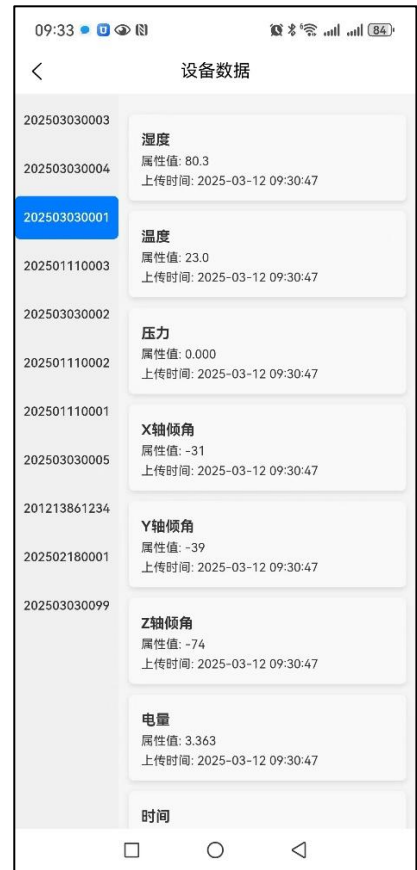 09:33
84
设备数据
202503030003
202503030004
202503030001
202501110003
202503030002
202501110002
202501110001
202503030005
201213861234
202502180001
202503030099
湿度
属性值: 80.3
上传时间: 2025-03-12 09:30:47
温度
属性值: 23.0
上传时间: 2025-03-12 09:30:47
压力
属性值: 0.000
上传时间: 2025-03-12 09:30:47
X轴倾角
属性值: -31
上传时间: 2025-03-12 09:30:47
Y轴倾角
属性值: -39
上传时间: 2025-03-12 09:30:47
Z轴倾角
属性值: -74
上传时间: 2025-03-12 09:30:47
电量
属性值: 3.363
上传时间: 2025-03-12 09:30:47
时间